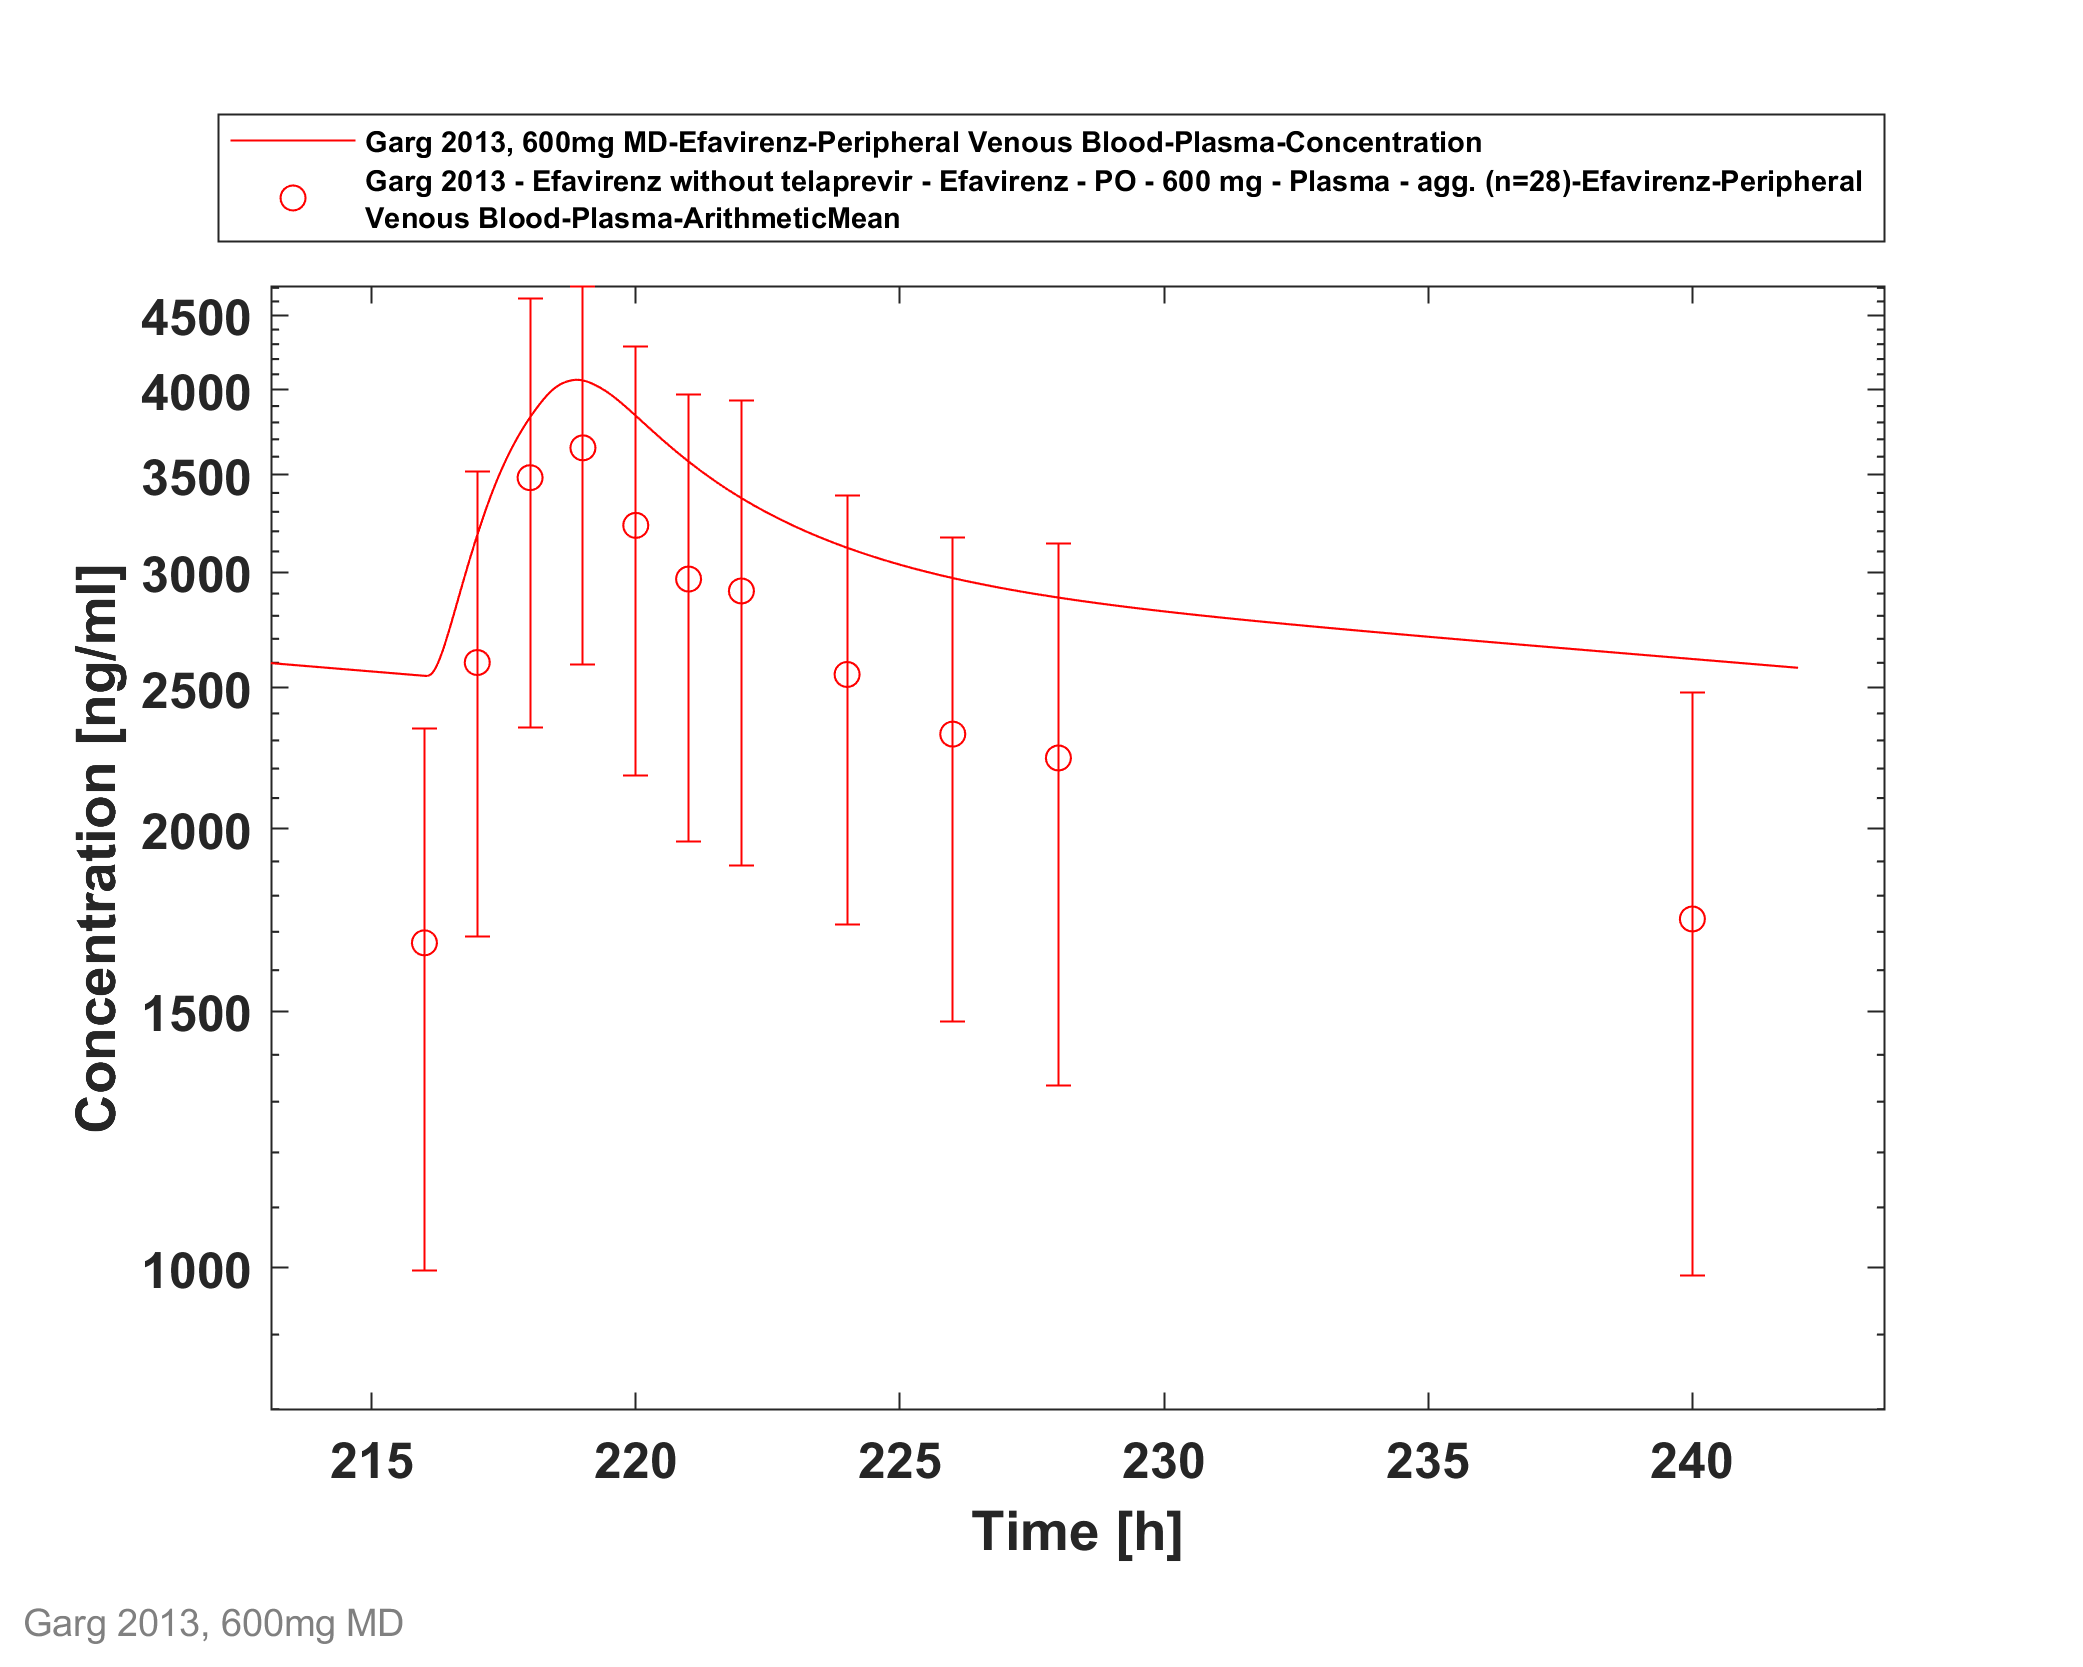 Garg 2013, 600mg MD-Efavirenz-Peripheral Venous Blood-Plasma-Concentration
Garg 2013 - Efavirenz without telaprevir - Efavirenz - PO - 600 mg - Plasma - agg. (n=28)-Efavirenz-Peripheral
Venous Blood-Plasma-ArithmeticMean
4500
4000
3500
3000
2500
2000
1500
1000
Concentration [ng/ml]
215 220 225 230 235 240
Time [h]
Garg 2013, 600mg MD